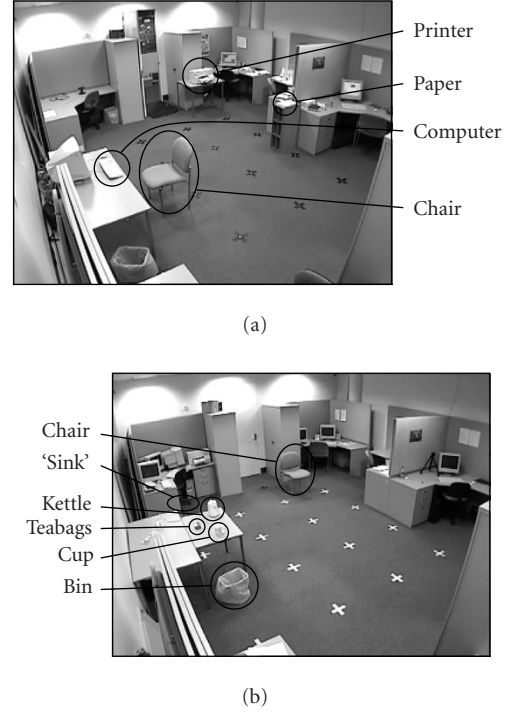 Printer
Paper
Computer
Chair
(a)
Chair
‘Sink’
Kettle
Teabags
Cup
Bin
(b)